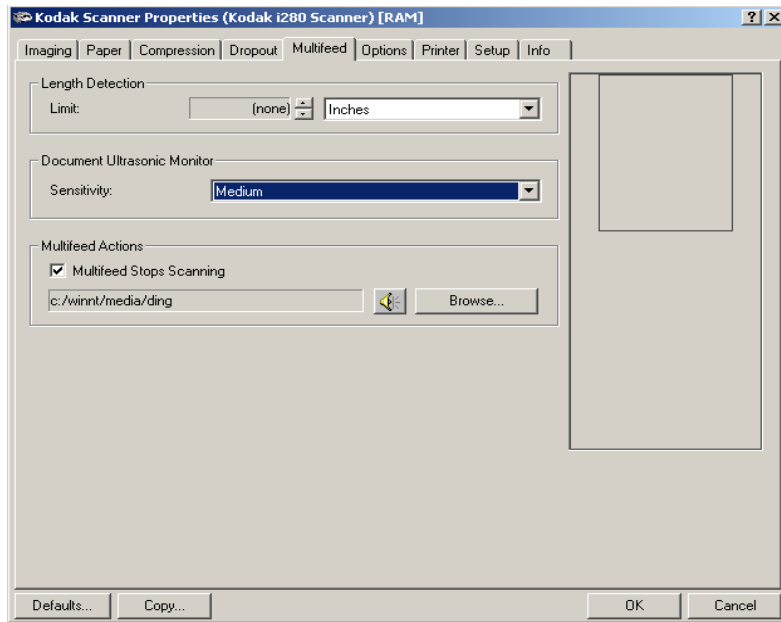 Kodak Scanner Properties (Kodak i280 Scanner) [RAM]
Imaging Paper Compression Dropout Multifeed Options Printer Setup Info
Length Detection
Limit: (none) Inches
Document Ultrasonic Monitor
Sensitivity: Medium
Multifeed Actions
Multifeed Stops Scanning
c:/winnt/media/ding Browse...
Defaults... Copy... OK Cancel